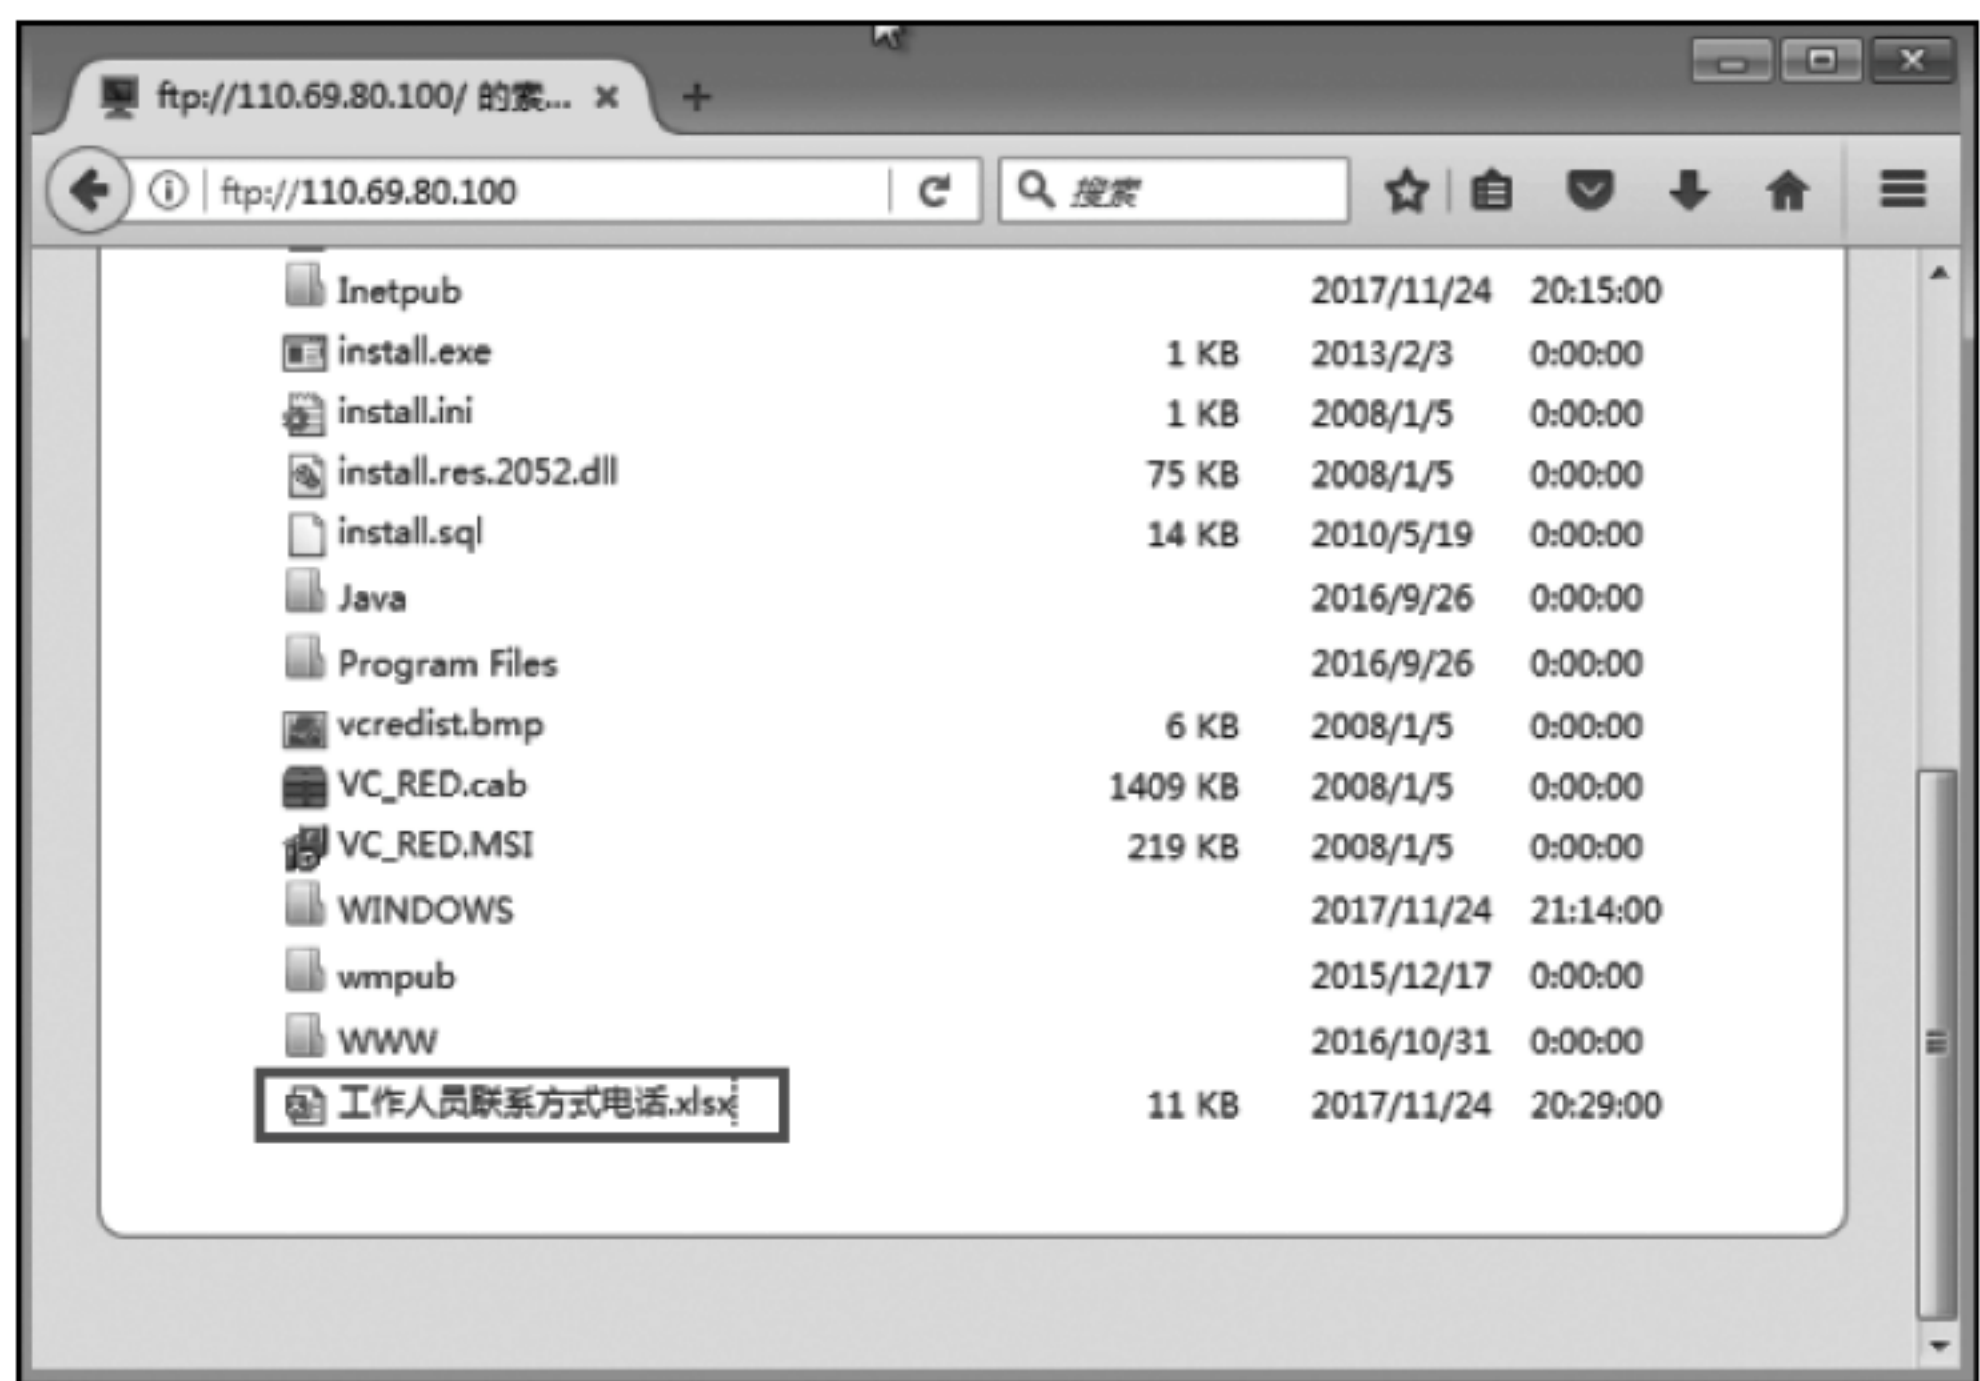 ftp://110.69.80.100/ 的索...
ftp://110.69.80.100
搜索
Inetpub 2017/11/24 20:15:00
install.exe 1 KB 2013/2/3 0:00:00
install.ini 1 KB 2008/1/5 0:00:00
install.res.2052.dll 75 KB 2008/1/5 0:00:00
install.sql 14 KB 2010/5/19 0:00:00
Java 2016/9/26 0:00:00
Program Files 2016/9/26 0:00:00
vcredist.bmp 6 KB 2008/1/5 0:00:00
VC_RED.cab 1409 KB 2008/1/5 0:00:00
VC_RED.MSI 219 KB 2008/1/5 0:00:00
WINDOWS 2017/11/24 21:14:00
wmpub 2015/12/17 0:00:00
WWW 2016/10/31 0:00:00
工作人员联系方式电话.xlsx 11 KB 2017/11/24 20:29:00